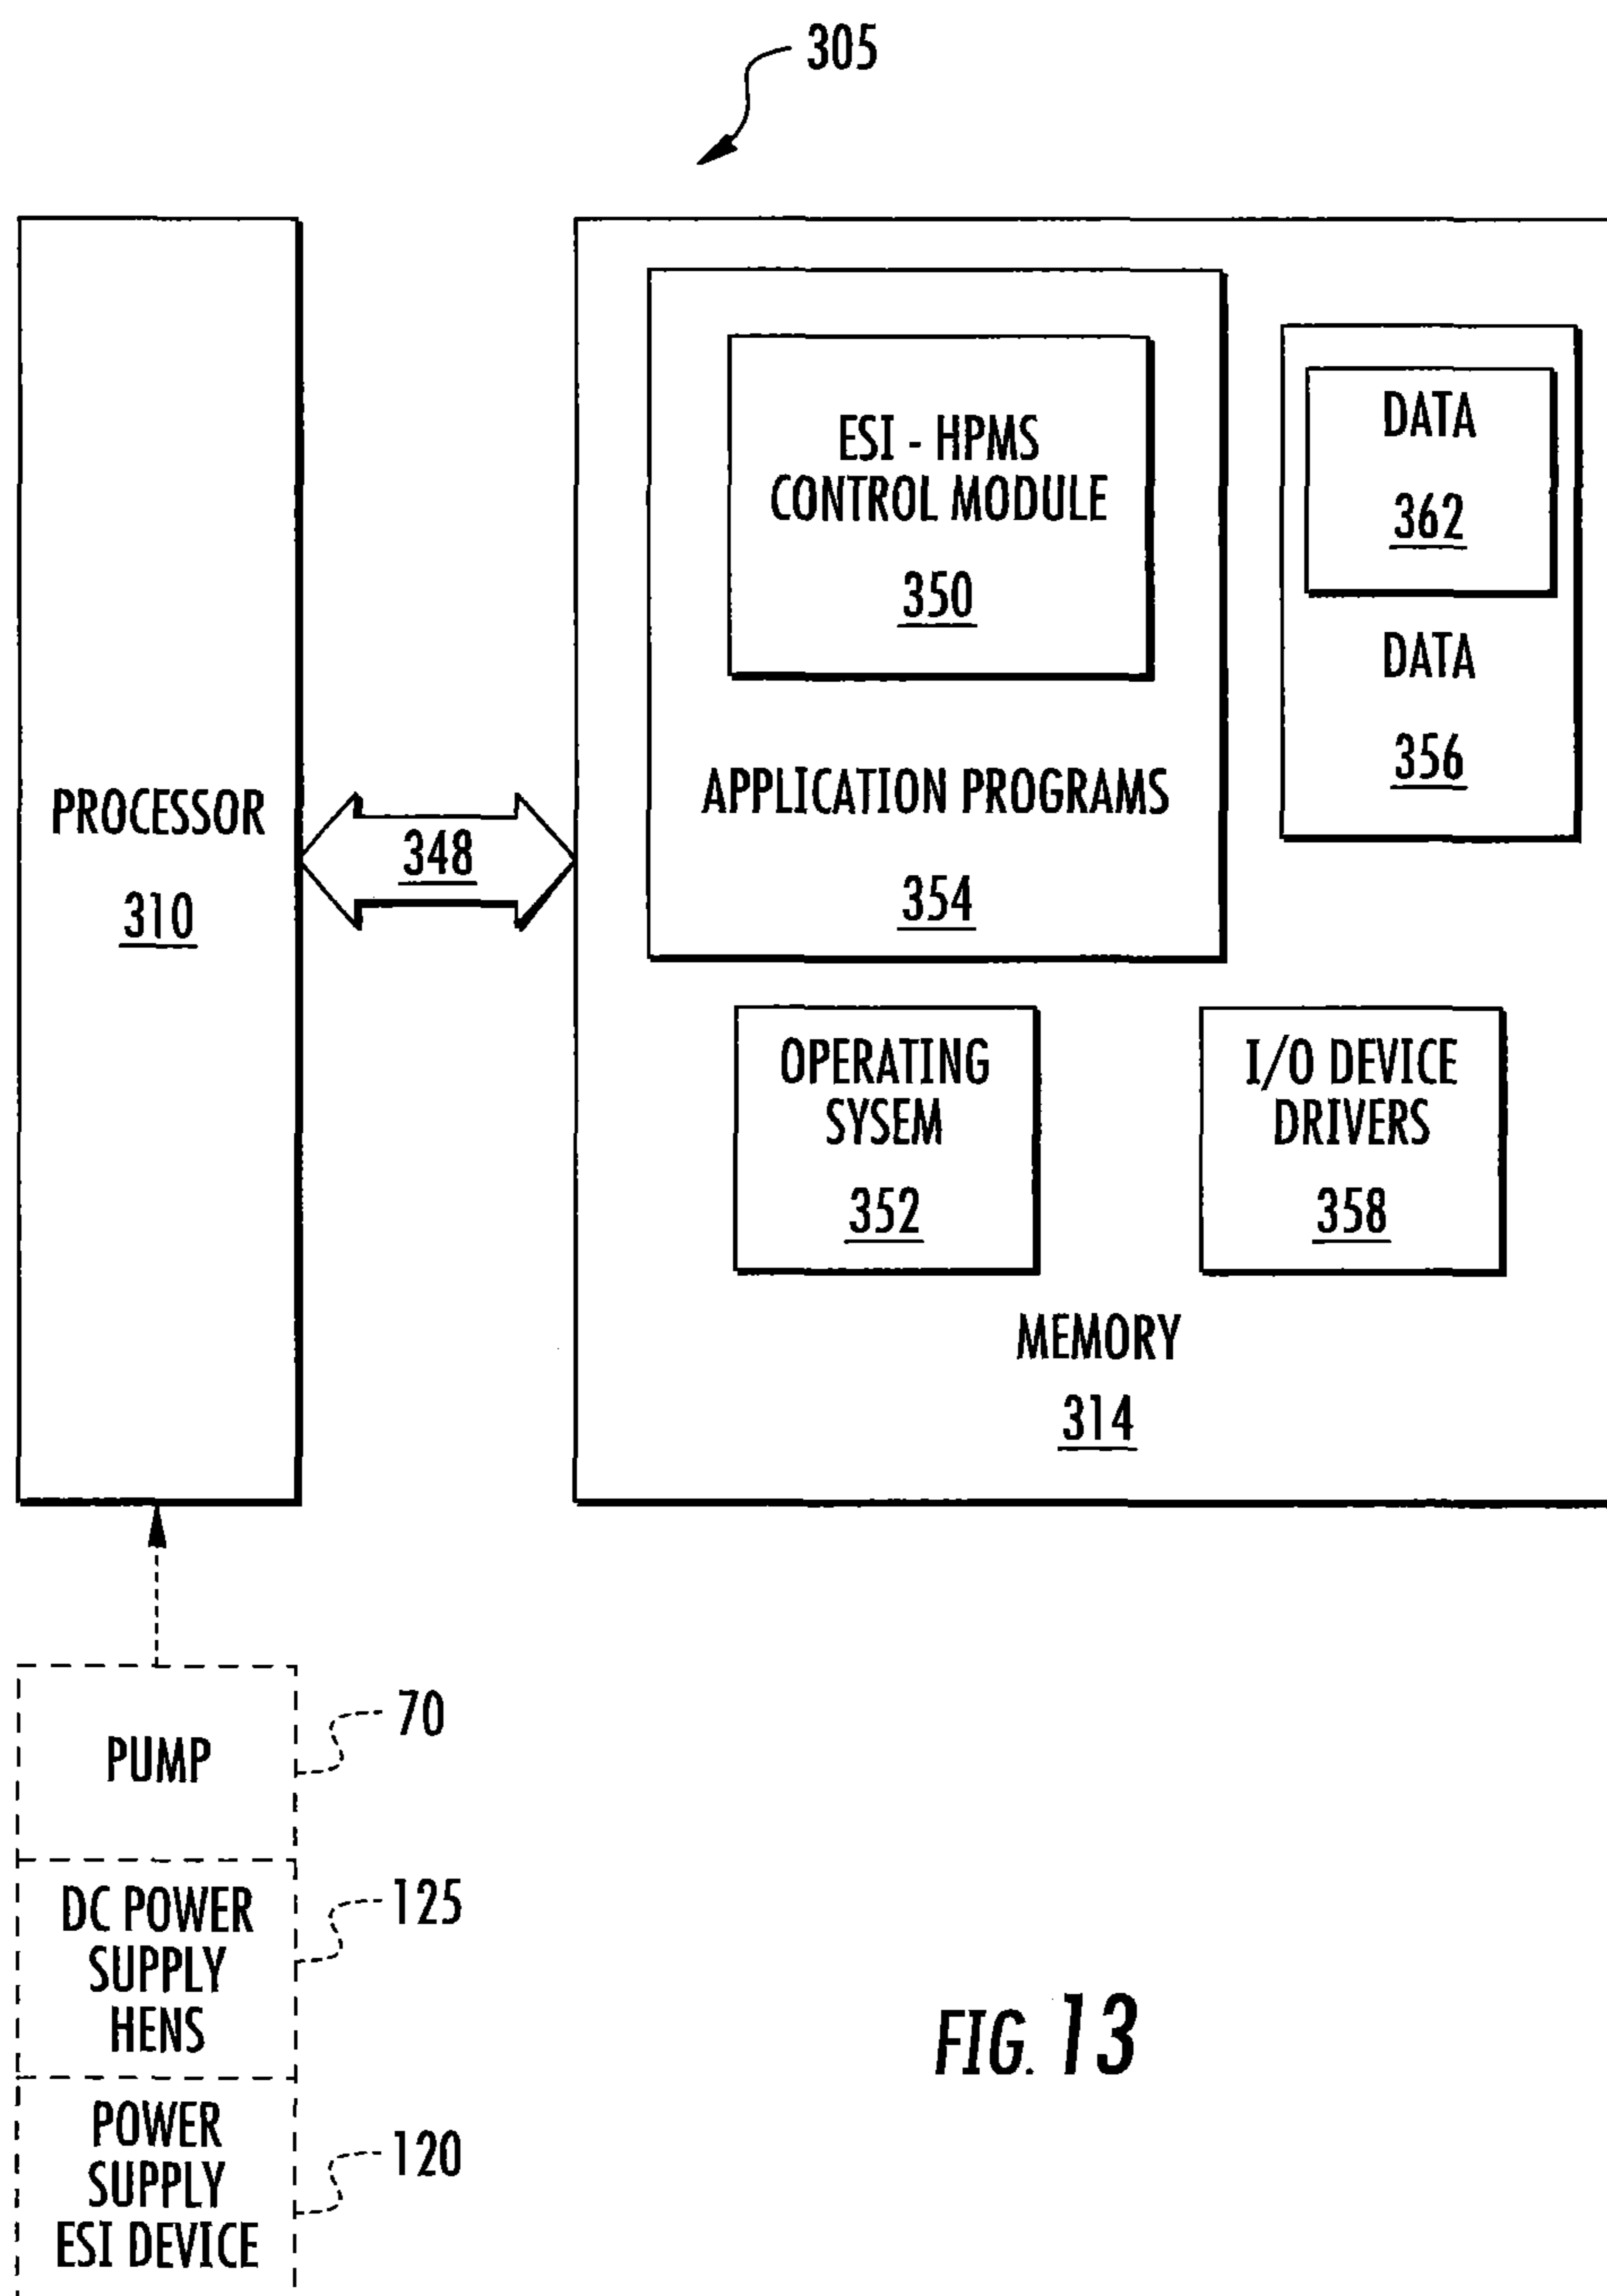 305
PROCESSOR
310
348
ESI - HPMS
CONTROL MODULE
350
APPLICATION PROGRAMS
354
DATA
362
DATA
356
OPERATING
SYSEM
352
I/O DEVICE
DRIVERS
358
MEMORY
314
PUMP
70
DC POWER
SUPPLY
HENS
125
POWER
SUPPLY
ESI DEVICE
120
FIG. 13